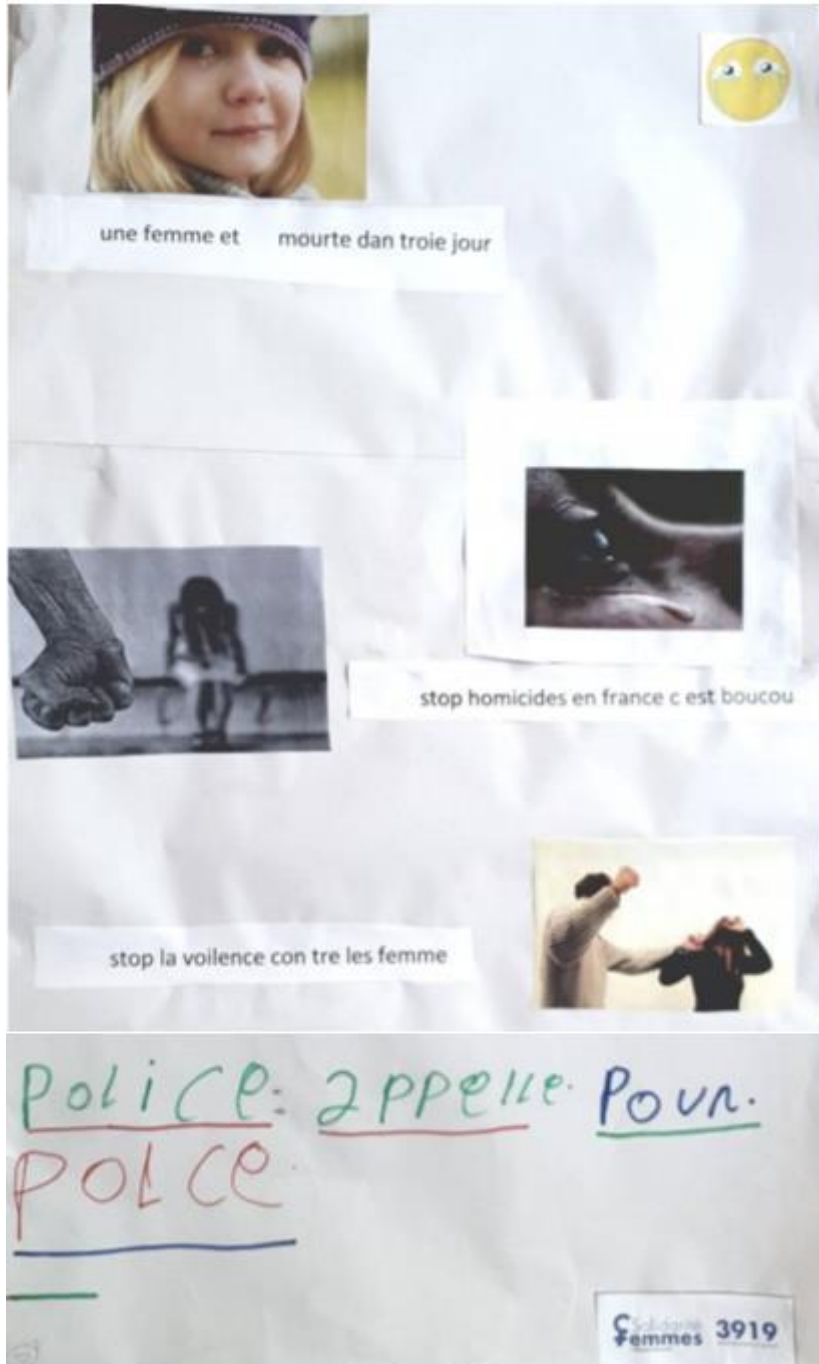 une femme et mourte dan troie jour
stop homicides en france c est boucou
stop la voilence con tre les femme
Police: appelle. Pour.
POLCE.
Solidarité
Femmes 3919